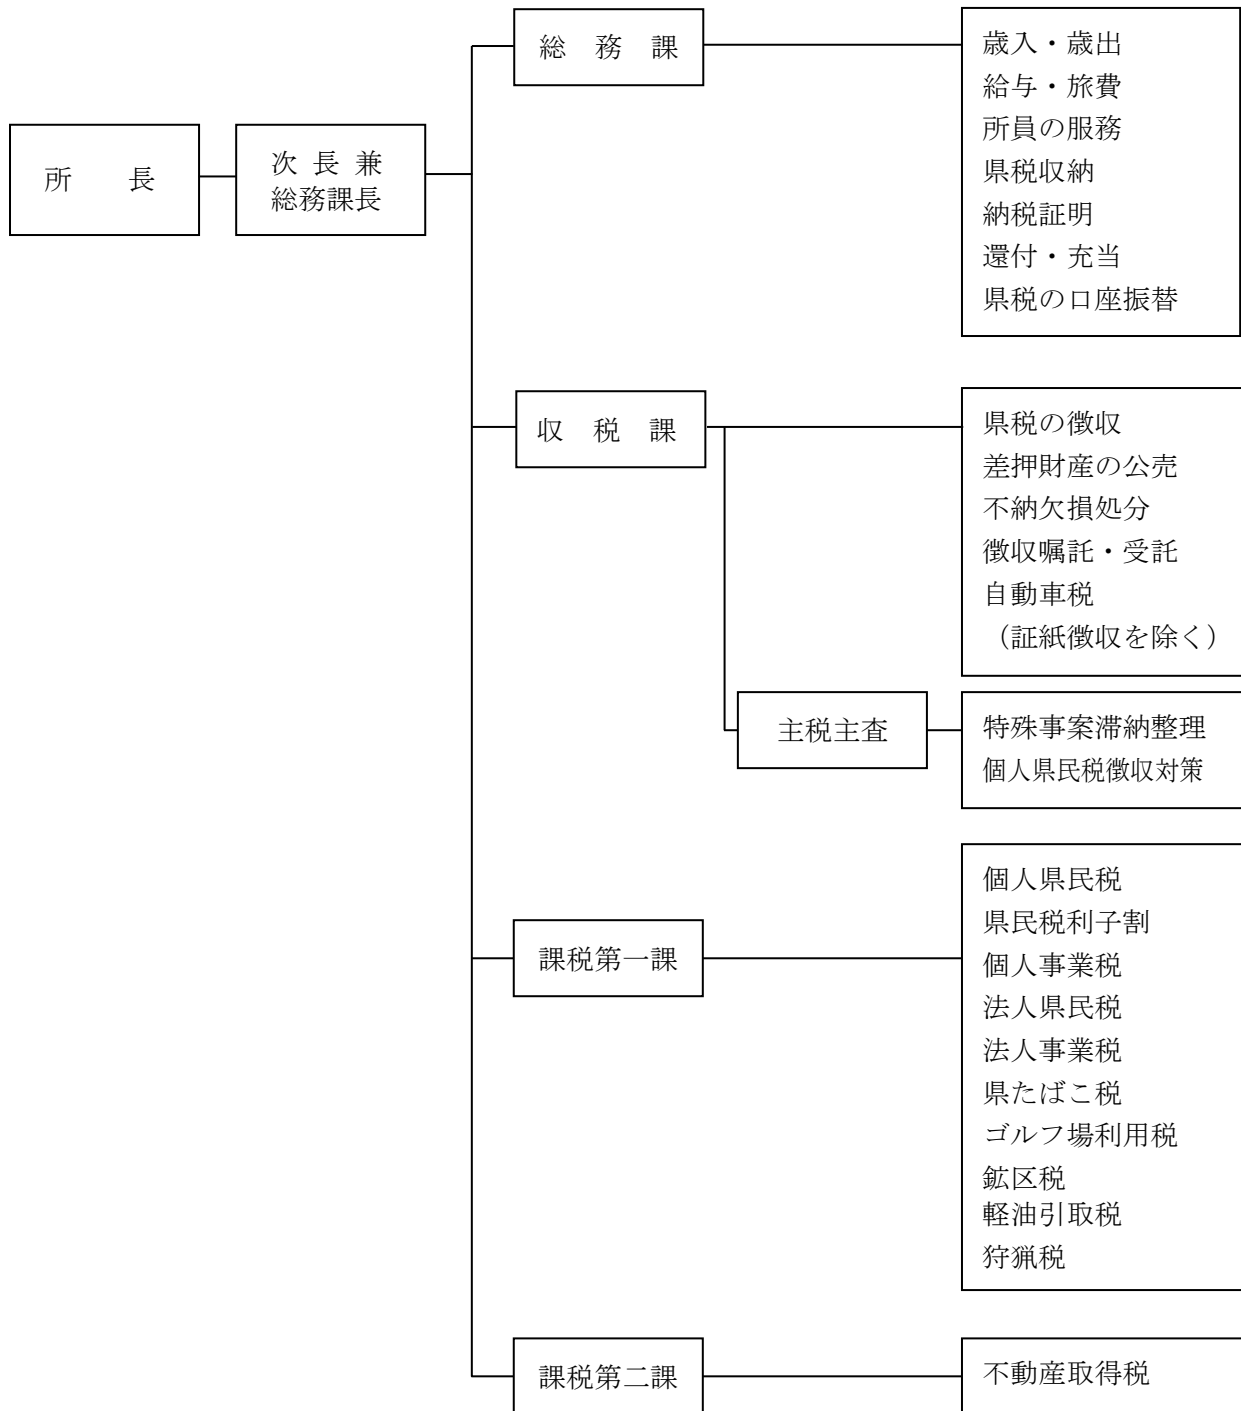 所　　長
次 長 兼
総務課長
総　務　課
歳入・歳出
給与・旅費
所員の服務
県税収納
納税証明
還付・充当
県税の口座振替
収　税　課
県税の徴収
差押財産の公売
不納欠損処分
徴収嘱託・受託
自動車税
（証紙徴収を除く）
主税主査
特殊事案滞納整理
個人県民税徴収対策
課税第一課
個人県民税
県民税利子割
個人事業税
法人県民税
法人事業税
県たばこ税
ゴルフ場利用税
鉱区税
軽油引取税
狩猟税
課税第二課
不動産取得税